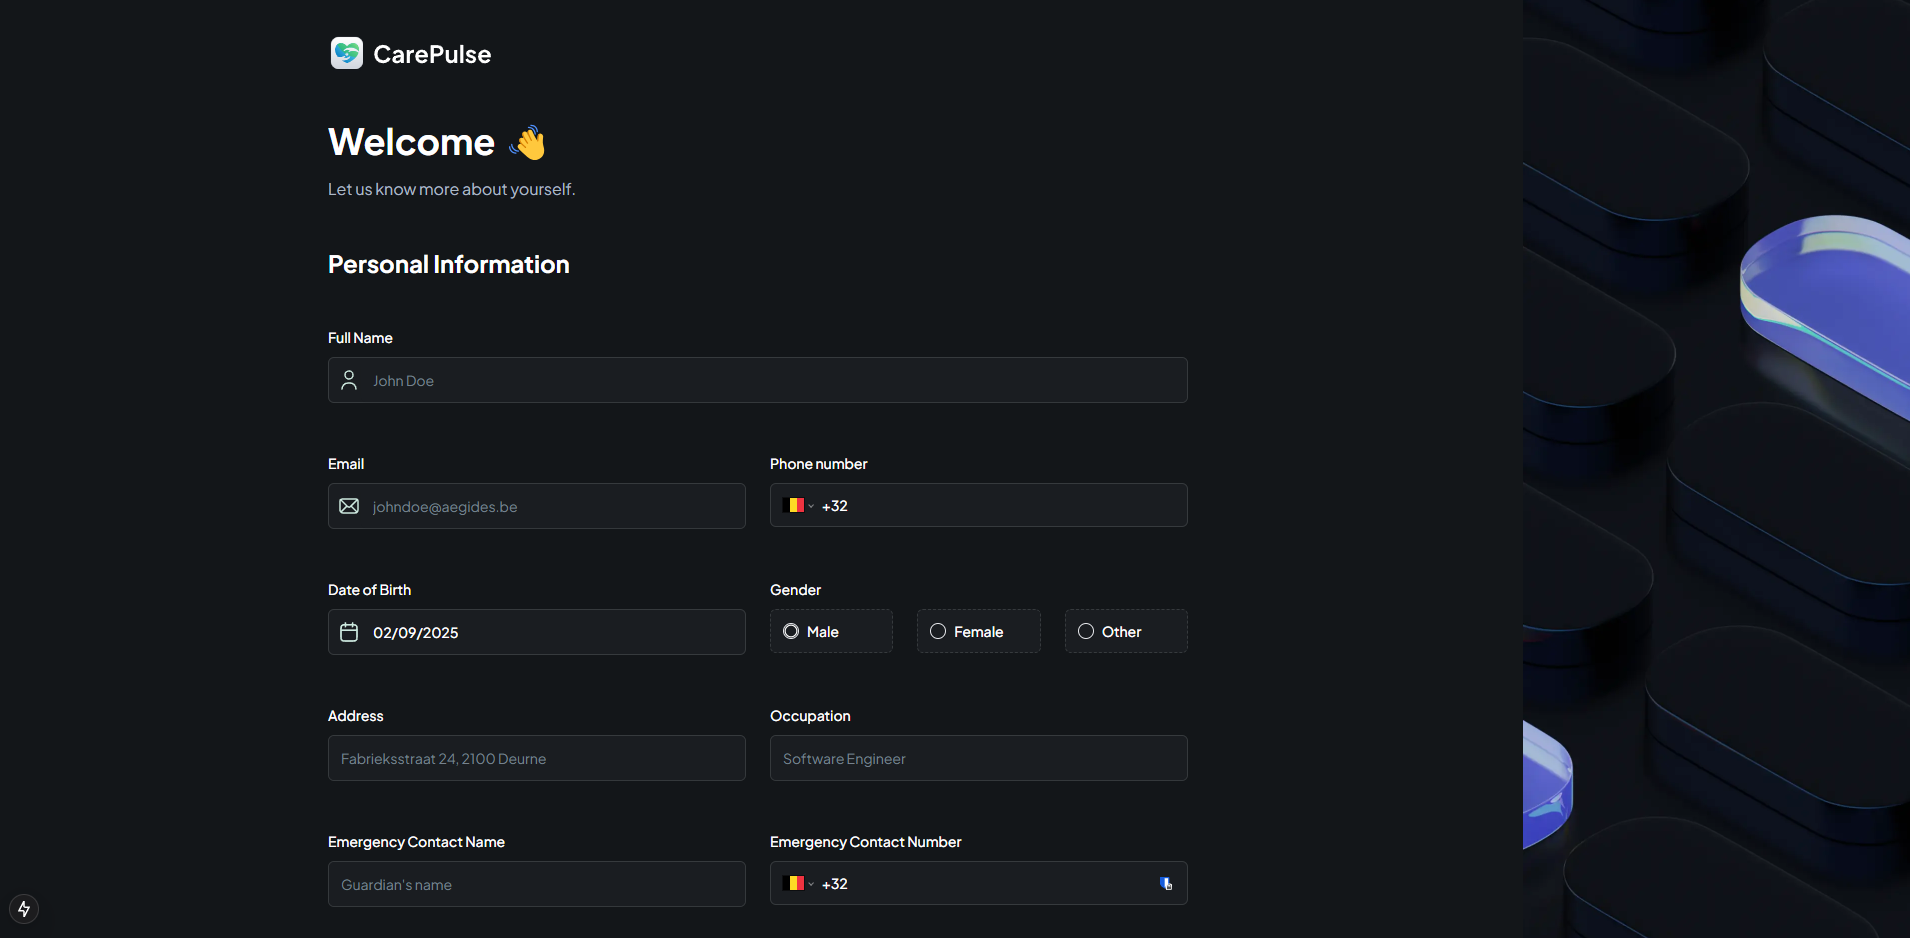 CarePulse
Welcome 👋
Let us know more about yourself.
Personal Information
Full Name
John Doe
Email
Phone number
johndoe@aegides.be
+32
Date of Birth
Gender
02/09/2025
Male
Female
Other
Address
Occupation
Fabrieksstraat 24, 2100 Deurne
Software Engineer
Emergency Contact Name
Emergency Contact Number
Guardian's name
+32